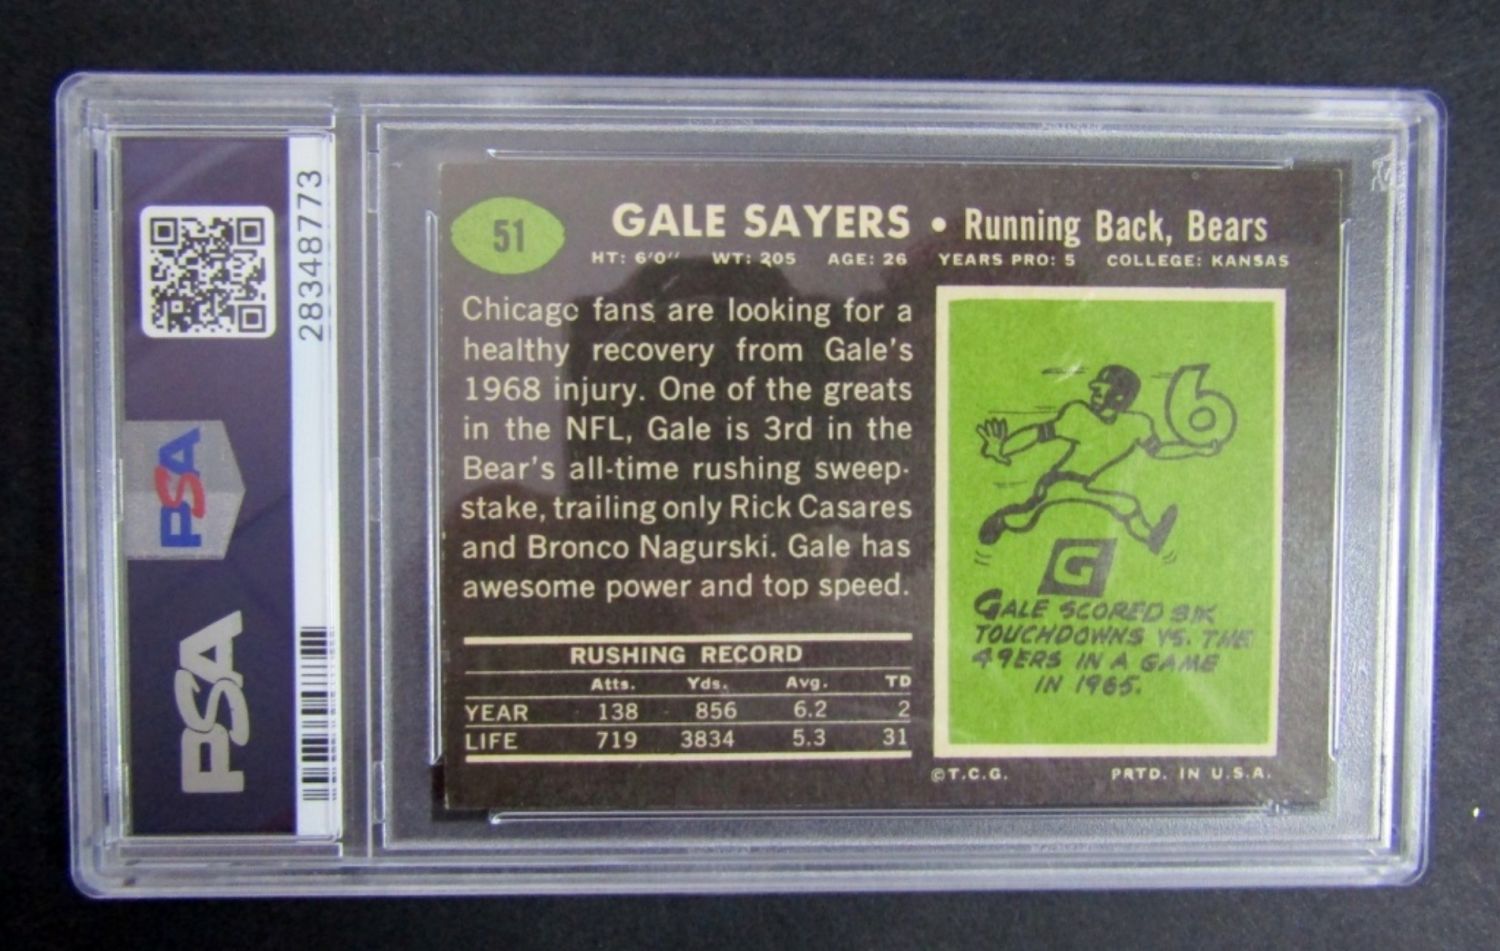 28348773
PSA
PSA
51
GALE SAYERS • Running Back, Bears
HT: 6'0" WT: 205 AGE: 26 YEARS PRO: 5 COLLEGE: KANSAS
Chicago fans are looking for a
healthy recovery from Gale's
1968 injury. One of the greats
in the NFL, Gale is 3rd in the
Bear's all-time rushing sweep-
stake, trailing only Rick Casares
and Bronco Nagurski. Gale has
awesome power and top speed.
RUSHING RECORD
Atts. Yds. Avg. TD
YEAR 138 856 6.2 2
LIFE 719 3834 5.3 31
6
G
GALE SCORED SIX
TOUCHDOWNS VS. THE
49ERS IN A GAME
IN 1965.
©T.C.G. PRTD. IN U.S.A.